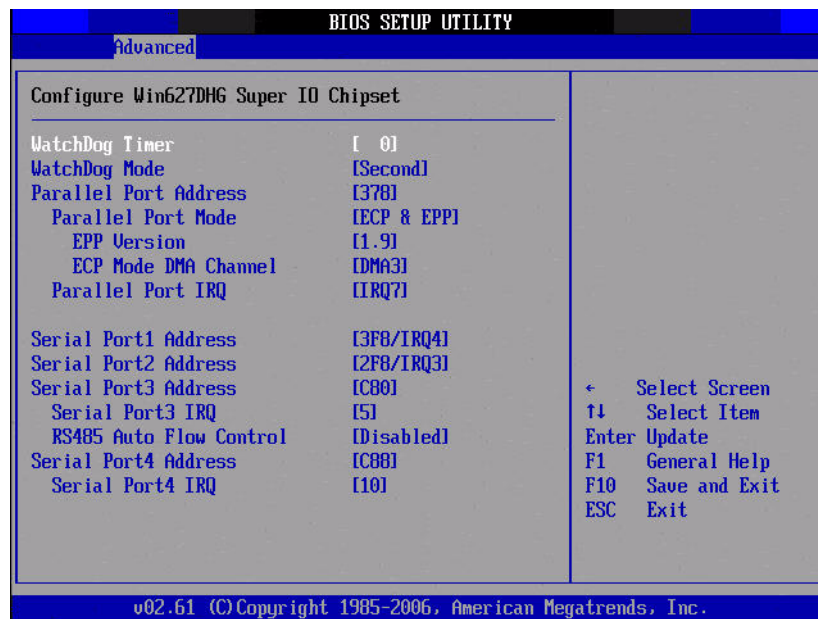 BIOS SETUP UTILITY
Advanced
Configure Win627DHG Super IO Chipset
WatchDog Timer [ 0]
WatchDog Mode [Second]
Parallel Port Address [378]
Parallel Port Mode [ECP & EPP]
EPP Version [1.9]
ECP Mode DMA Channel [DMA3]
Parallel Port IRQ [IRQ7]
Serial Port1 Address [3F8/IRQ4]
Serial Port2 Address [2F8/IRQ3]
Serial Port3 Address [C80]
Serial Port3 IRQ [5]
RS485 Auto Flow Control [Disabled]
Serial Port4 Address [C88]
Serial Port4 IRQ [10]
← Select Screen
↑↓ Select Item
Enter Update
F1 General Help
F10 Save and Exit
ESC Exit
v02.61 (C)Copyright 1985-2006, American Megatrends, Inc.